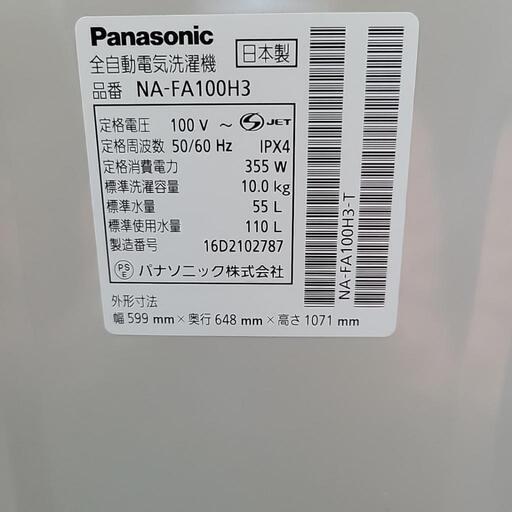 Panasonic 日本製
全自動電気洗濯機
品番 NA-FA100H3
定格電圧 100 V ～ S JET
定格周波数 50/60 Hz IPX4
定格消費電力 355 W
標準洗濯容量 10.0 kg
標準水量 55 L
標準使用水量 110 L
製造番号 16D2102787
PS E パナソニック株式会社
外形寸法
幅 599 mm × 奥行 648 mm × 高さ 1071 mm
NA-FA100H3-T